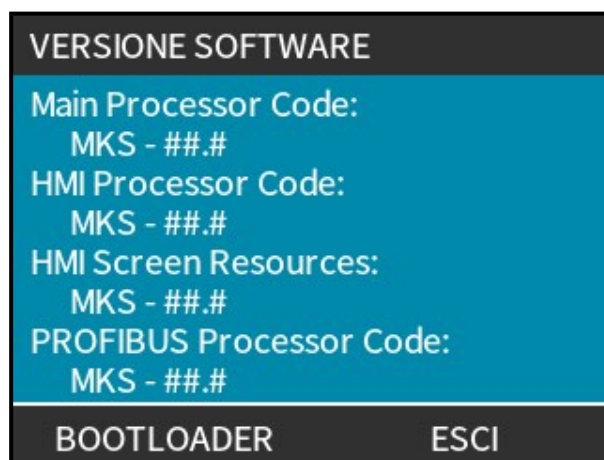 VERSIONE SOFTWARE
Main Processor Code:
MKS - ##.#
HMI Processor Code:
MKS - ##.#
HMI Screen Resources:
MKS - ##.#
PROFIBUS Processor Code:
MKS - ##.#
BOOTLOADER ESCI